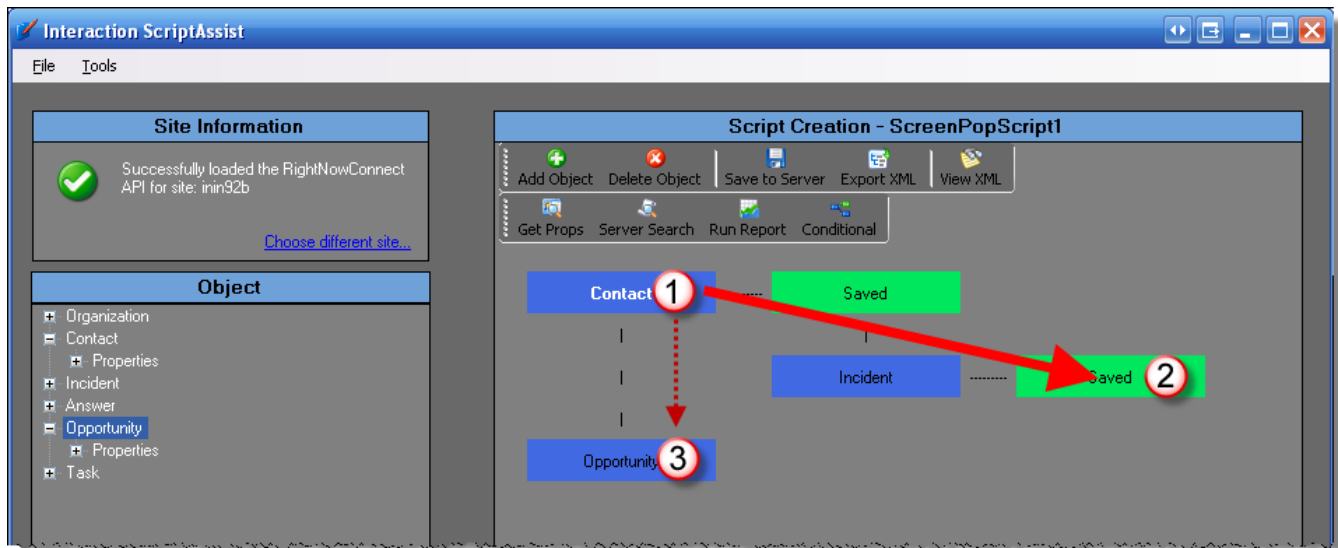 Interaction ScriptAssist
File Tools
Site Information
Successfully loaded the RightNowConnect
API for site: inin92b
Choose different site...
Object
Organization
Contact
Properties
Incident
Answer
Opportunity
Properties
Task
Script Creation - ScreenPopScript1
Add Object Delete Object Save to Server Export XML View XML
Get Props Server Search Run Report Conditional
Contact 1 Saved
Incident Saved 2
Opportunity 3